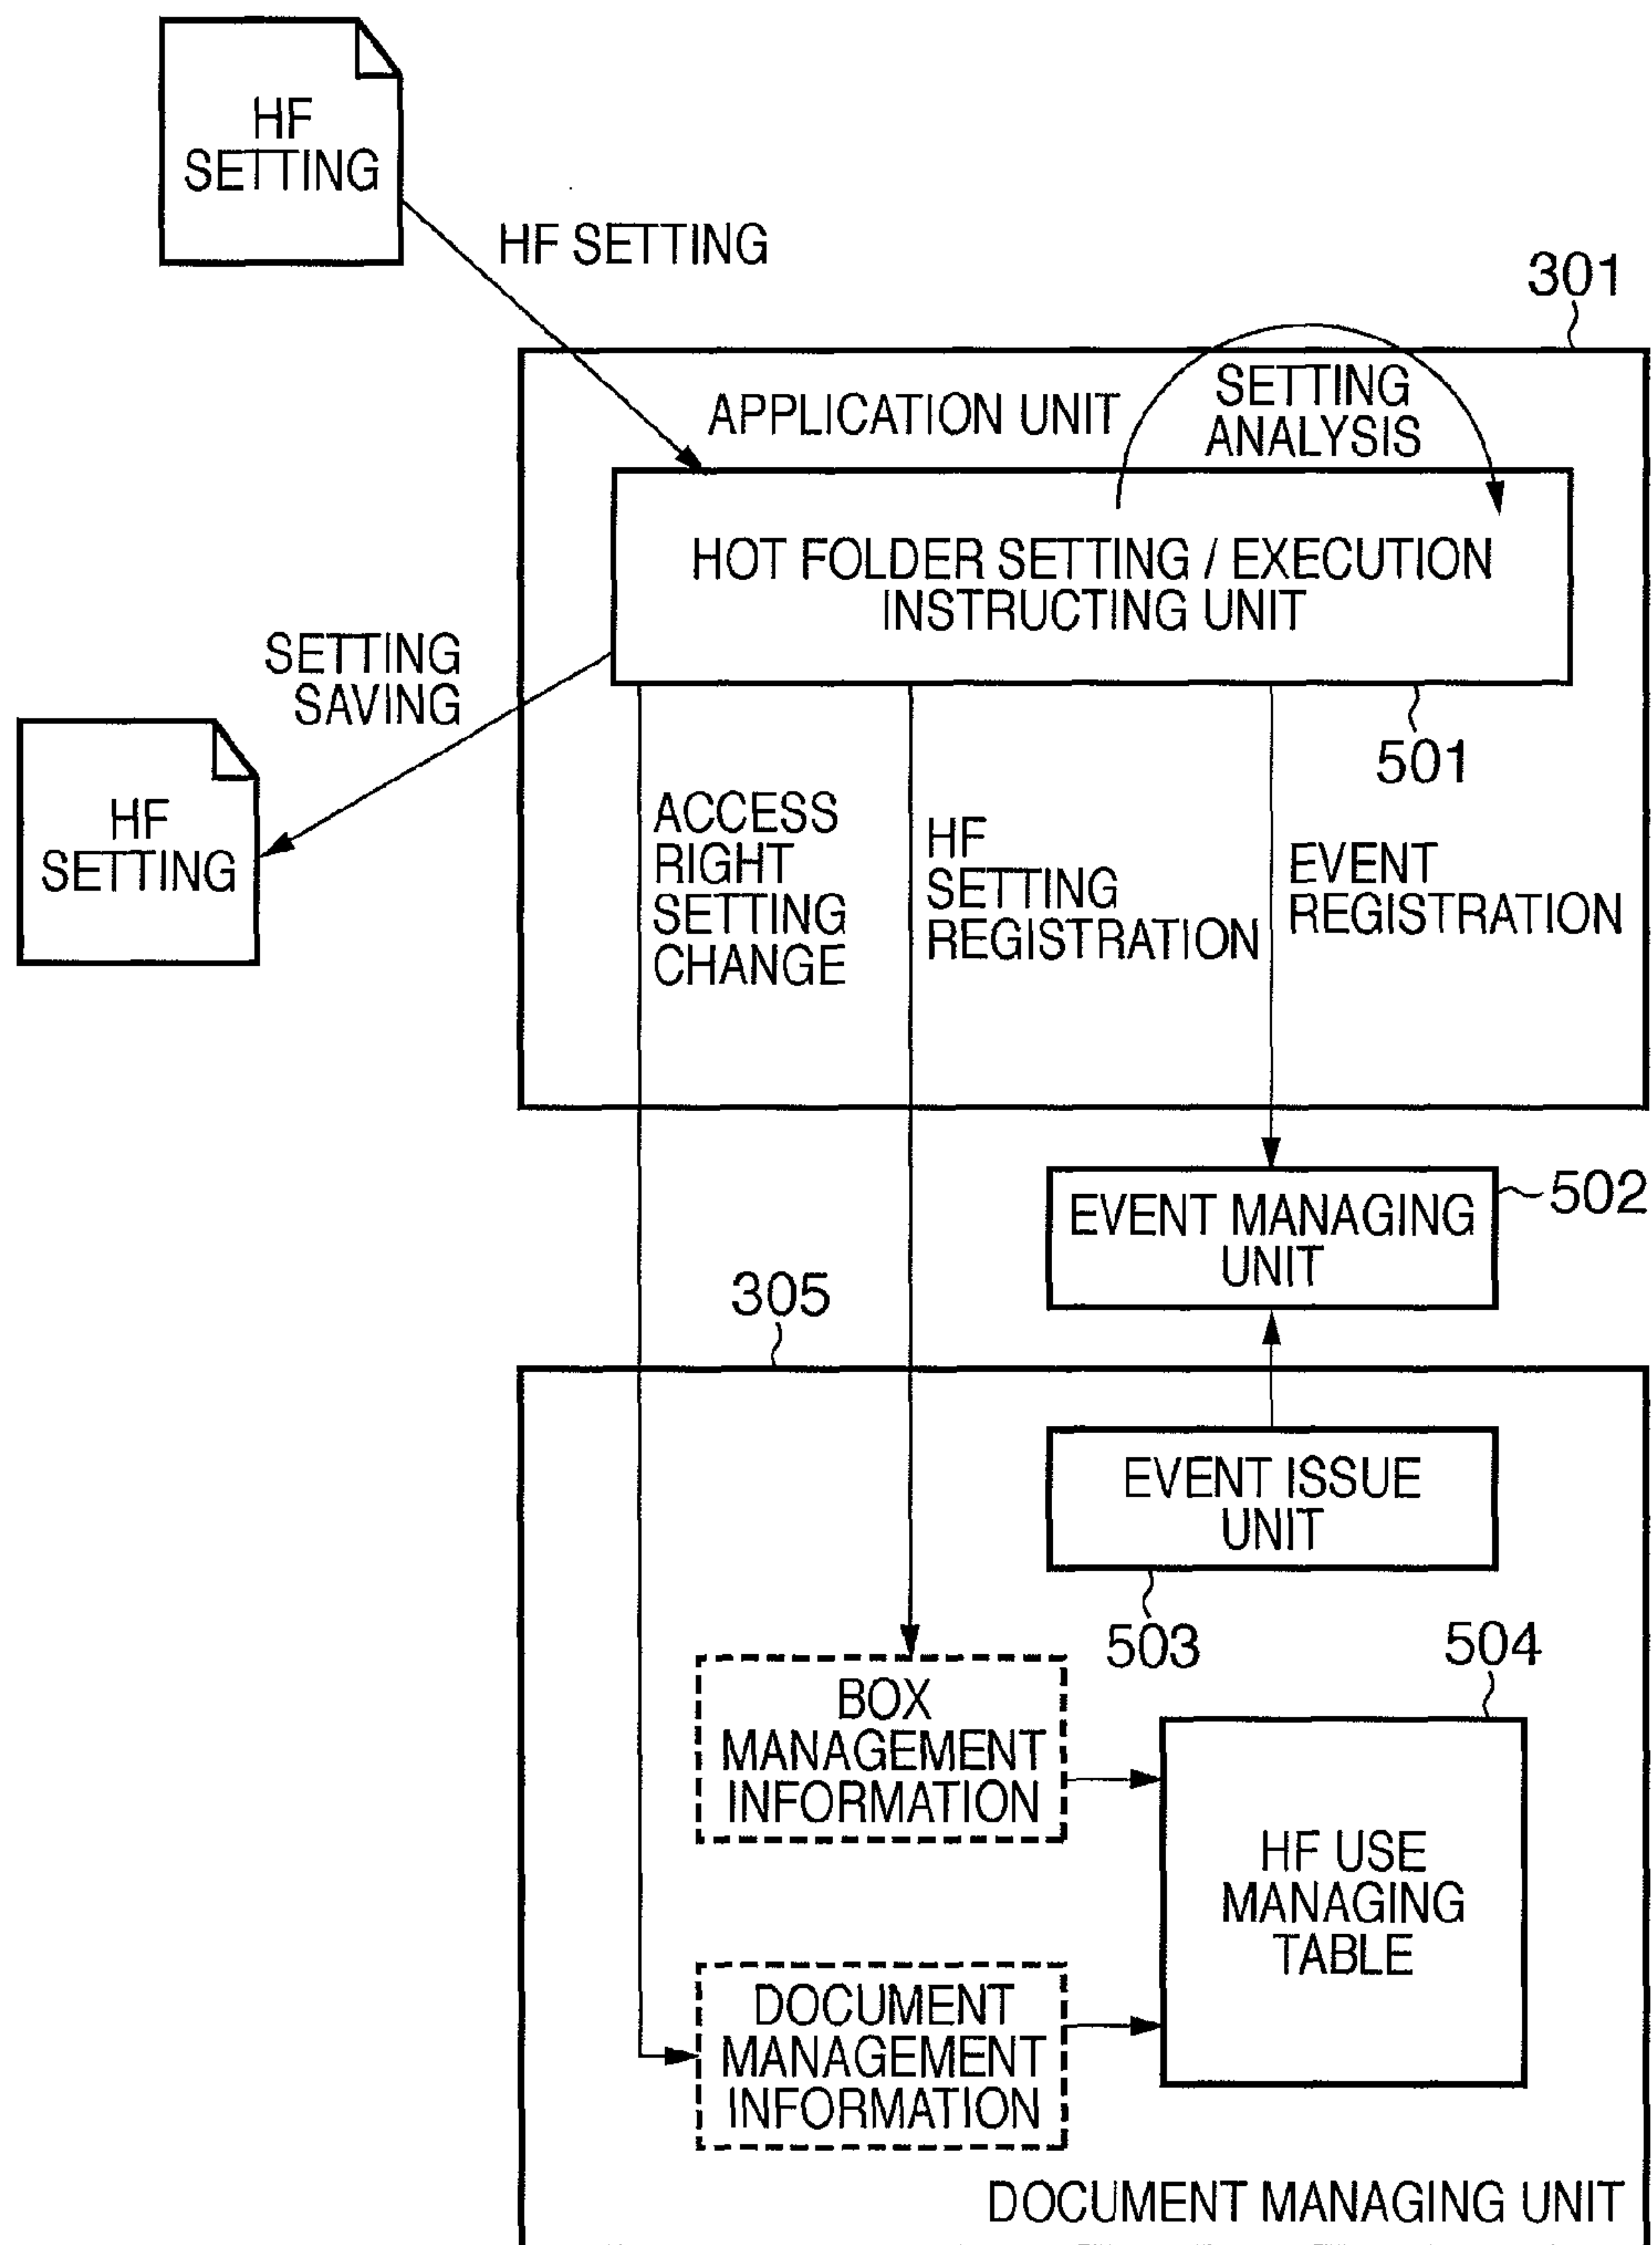 HF
SETTING
HF SETTING
301
APPLICATION UNIT
SETTING
ANALYSIS
HOT FOLDER SETTING / EXECUTION
INSTRUCTING UNIT
SETTING
SAVING
501
HF
SETTING
ACCESS
RIGHT
SETTING
CHANGE
HF
SETTING
REGISTRATION
EVENT
REGISTRATION
502
EVENT MANAGING
UNIT
305
EVENT ISSUE
UNIT
503
504
BOX
MANAGEMENT
INFORMATION
HF USE
MANAGING
TABLE
DOCUMENT
MANAGEMENT
INFORMATION
DOCUMENT MANAGING UNIT